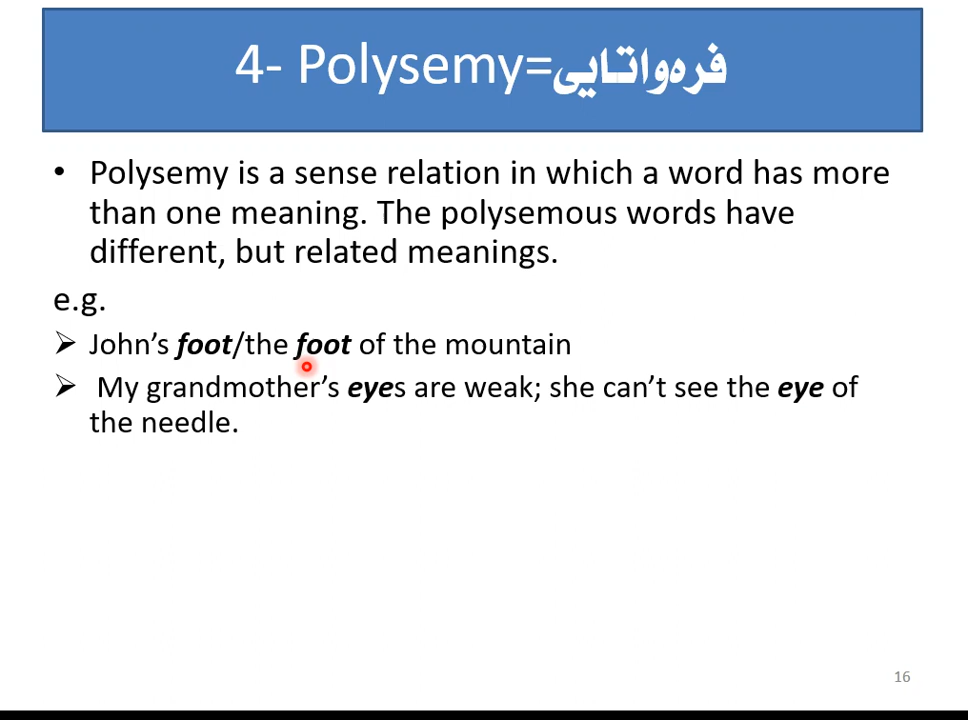 4- Polysemy=فرەواتایی
• Polysemy is a sense relation in which a word has more
than one meaning. The polysemous words have
different, but related meanings.
e.g.
➢ John’s foot/the foot of the mountain
➢ My grandmother’s eyes are weak; she can’t see the eye of
the needle.
16